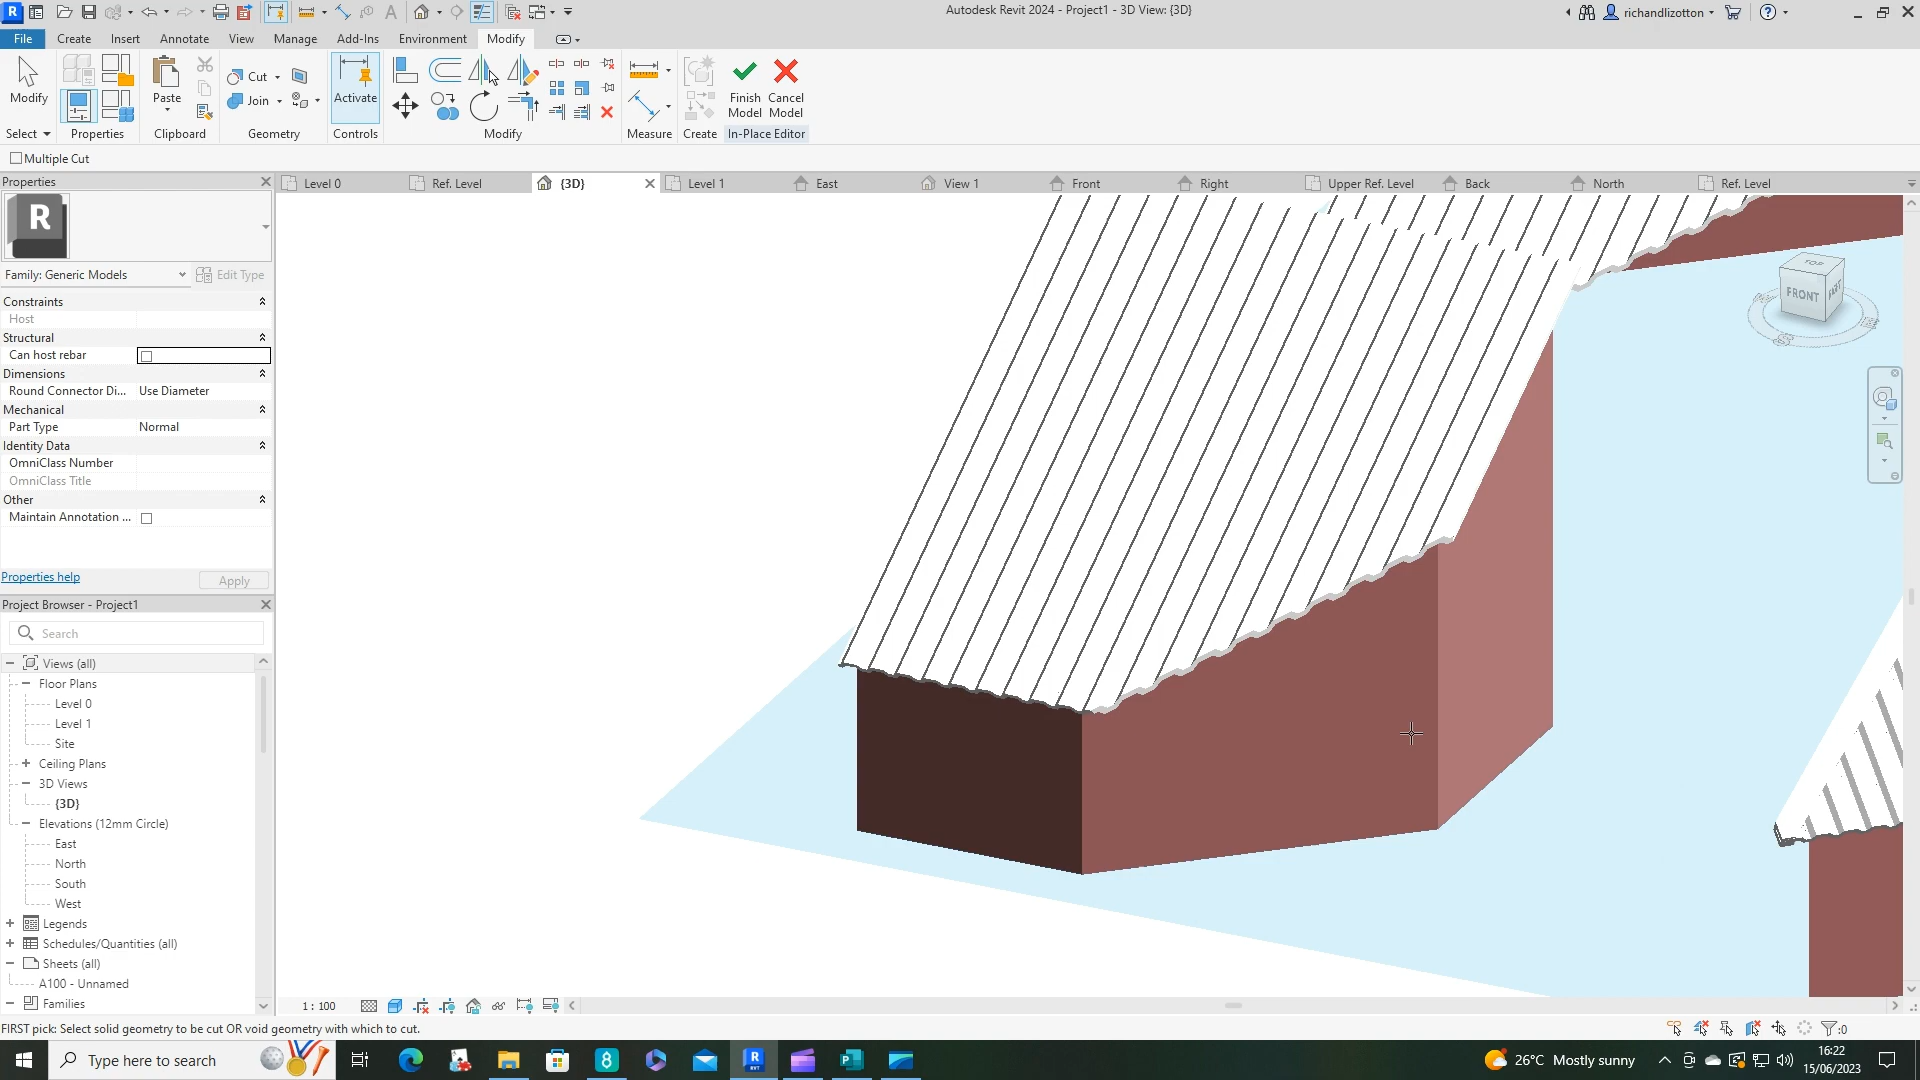 Autodesk Revit 2024 - Project1 - 3D View: {3D}
richandlizotton
File
Create
Insert
Annotate
View
Manage
Add-Ins
Environment
Modify
Modify
Paste
Cut
Join
Activate
Finish Model
Cancel Model
Select
Properties
Clipboard
Geometry
Controls
Modify
Measure
Create
In-Place Editor
Multiple Cut
Properties
Level 0
Ref. Level
{3D}
Level 1
East
View 1
Front
Right
Upper Ref. Level
Back
North
Ref. Level
R
Family: Generic Models
Edit Type
Constraints
Host
Structural
Can host rebar
Dimensions
Round Connector Di...
Use Diameter
Mechanical
Part Type
Normal
Identity Data
OmniClass Number
OmniClass Title
Other
Maintain Annotation ...
Properties help
Apply
TOP
FRONT
Project Browser - Project1
Search
Views (all)
Floor Plans
Level 0
Level 1
Site
Ceiling Plans
3D Views
{3D}
Elevations (12mm Circle)
East
North
South
West
Legends
Schedules/Quantities (all)
Sheets (all)
A100 - Unnamed
Families
1 : 100
FIRST pick: Select solid geometry to be cut OR void geometry with which to cut.
:0
Type here to search
26°C Mostly sunny
16:22
15/06/2023